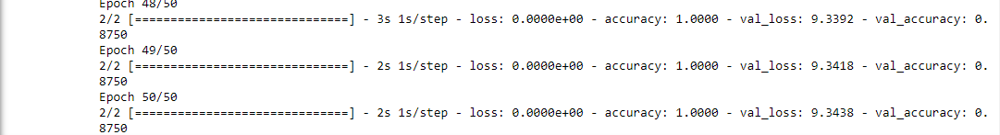 Epoch 48/50
2/2 [==============================] - 3s 1s/step - loss: 0.0000e+00 - accuracy: 1.0000 - val_loss: 9.3392 - val_accuracy: 0.
8750
Epoch 49/50
2/2 [==============================] - 2s 1s/step - loss: 0.0000e+00 - accuracy: 1.0000 - val_loss: 9.3418 - val_accuracy: 0.
8750
Epoch 50/50
2/2 [==============================] - 2s 1s/step - loss: 0.0000e+00 - accuracy: 1.0000 - val_loss: 9.3438 - val_accuracy: 0.
8750